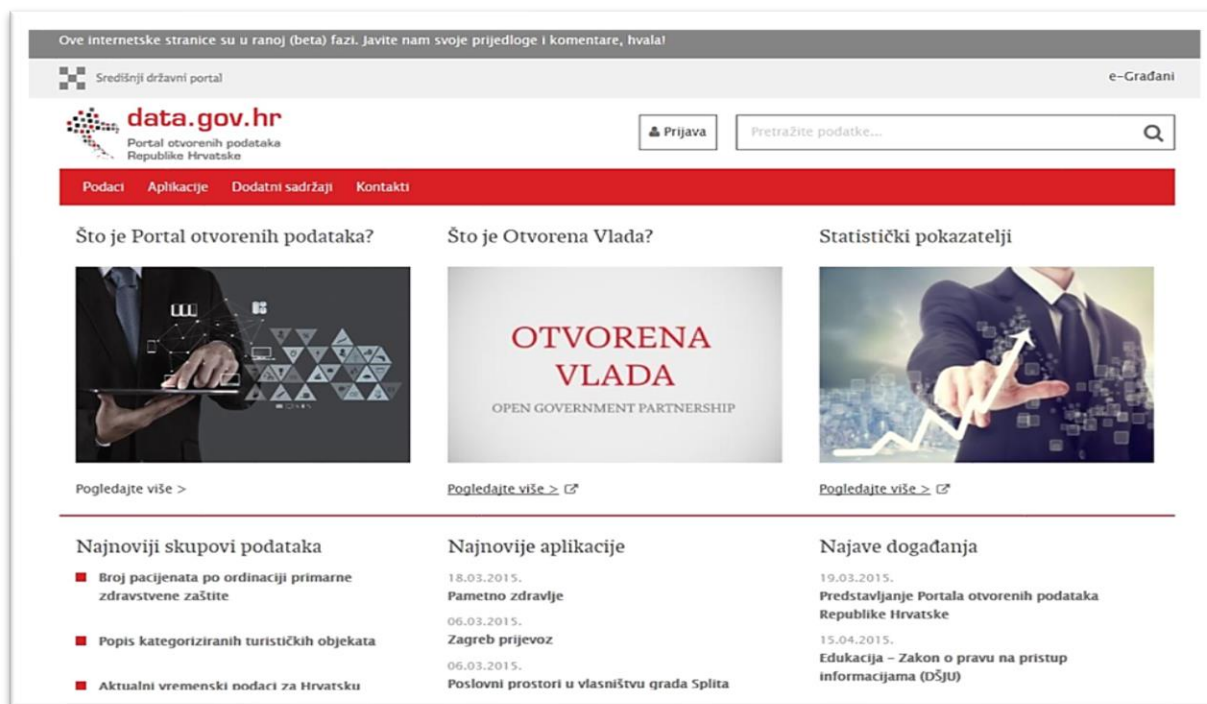 Ove internetske stranice su u ranoj (beta) fazi. Javite nam svoje prijedloge i komentare, hvala!
Središnji državni portal
e-Građani
data.gov.hr
Portal otvorenih podataka
Republike Hrvatske
Prijava
Pretražite podatke...
Podaci Aplikacije Dodatni sadržaji Kontakti
Što je Portal otvorenih podataka?
Pogledajte više >
Što je Otvorena Vlada?
OTVORENA
VLADA
OPEN GOVERNMENT PARTNERSHIP
Pogledajte više >
Statistički pokazatelji
Pogledajte više >
Najnoviji skupovi podataka
Broj pacijenata po ordinaciji primarne
zdravstvene zaštite
Popis kategoriziranih turističkih objekata
Aktualni vremenski podaci za Hrvatsku
Najnovije aplikacije
18.03.2015.
Pametno zdravlje
06.03.2015.
Zagreb prijevoz
06.03.2015.
Poslovni prostori u vlasništvu grada Splita
Najave događanja
19.03.2015.
Predstavljanje Portala otvorenih podataka
Republike Hrvatske
15.04.2015.
Edukacija – Zakon o pravu na pristup
informacijama (DŠJU)